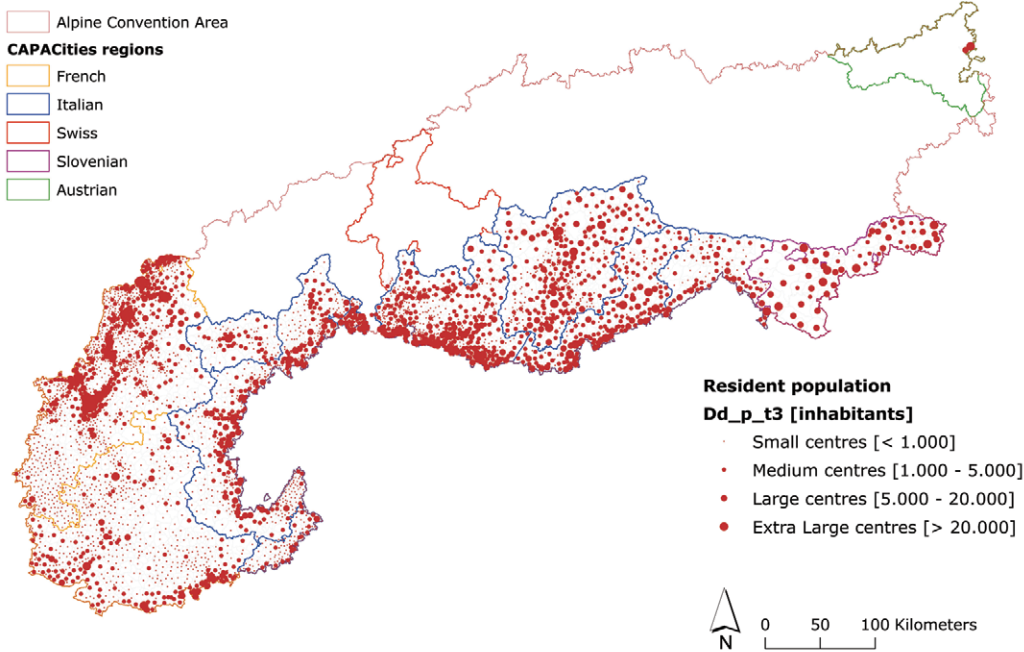 Alpine Convention Area
CAPACities regions
French
Italian
Swiss
Slovenian
Austrian
Resident population
Dd_p_t3 [inhabitants]
Small centres [< 1.000]
Medium centres [1.000 - 5.000]
Large centres [5.000 - 20.000]
Extra Large centres [> 20.000]
N
0 50 100 Kilometers